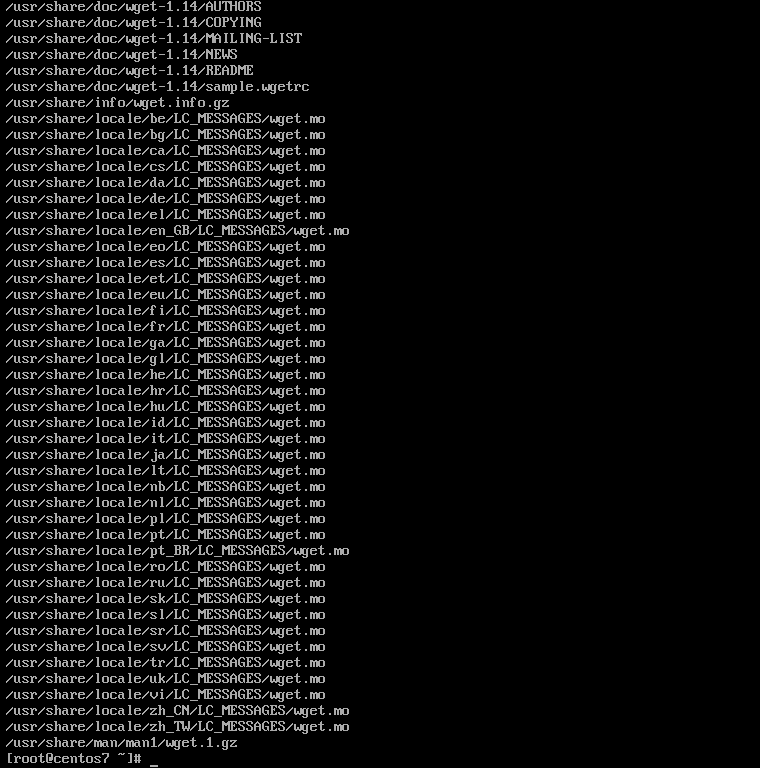 /usr/share/doc/wget-1.14/AUTHORS
/usr/share/doc/wget-1.14/COPYING
/usr/share/doc/wget-1.14/MAILING-LIST
/usr/share/doc/wget-1.14/NEWS
/usr/share/doc/wget-1.14/README
/usr/share/doc/wget-1.14/sample.wgetrc
/usr/share/info/wget.info.gz
/usr/share/locale/be/LC_MESSAGES/wget.mo
/usr/share/locale/bg/LC_MESSAGES/wget.mo
/usr/share/locale/ca/LC_MESSAGES/wget.mo
/usr/share/locale/cs/LC_MESSAGES/wget.mo
/usr/share/locale/da/LC_MESSAGES/wget.mo
/usr/share/locale/de/LC_MESSAGES/wget.mo
/usr/share/locale/el/LC_MESSAGES/wget.mo
/usr/share/locale/en_GB/LC_MESSAGES/wget.mo
/usr/share/locale/eo/LC_MESSAGES/wget.mo
/usr/share/locale/es/LC_MESSAGES/wget.mo
/usr/share/locale/et/LC_MESSAGES/wget.mo
/usr/share/locale/eu/LC_MESSAGES/wget.mo
/usr/share/locale/fi/LC_MESSAGES/wget.mo
/usr/share/locale/fr/LC_MESSAGES/wget.mo
/usr/share/locale/ga/LC_MESSAGES/wget.mo
/usr/share/locale/gl/LC_MESSAGES/wget.mo
/usr/share/locale/he/LC_MESSAGES/wget.mo
/usr/share/locale/hr/LC_MESSAGES/wget.mo
/usr/share/locale/hu/LC_MESSAGES/wget.mo
/usr/share/locale/id/LC_MESSAGES/wget.mo
/usr/share/locale/it/LC_MESSAGES/wget.mo
/usr/share/locale/ja/LC_MESSAGES/wget.mo
/usr/share/locale/lt/LC_MESSAGES/wget.mo
/usr/share/locale/nb/LC_MESSAGES/wget.mo
/usr/share/locale/nl/LC_MESSAGES/wget.mo
/usr/share/locale/pl/LC_MESSAGES/wget.mo
/usr/share/locale/pt/LC_MESSAGES/wget.mo
/usr/share/locale/pt_BR/LC_MESSAGES/wget.mo
/usr/share/locale/ro/LC_MESSAGES/wget.mo
/usr/share/locale/ru/LC_MESSAGES/wget.mo
/usr/share/locale/sk/LC_MESSAGES/wget.mo
/usr/share/locale/sl/LC_MESSAGES/wget.mo
/usr/share/locale/sr/LC_MESSAGES/wget.mo
/usr/share/locale/sv/LC_MESSAGES/wget.mo
/usr/share/locale/tr/LC_MESSAGES/wget.mo
/usr/share/locale/uk/LC_MESSAGES/wget.mo
/usr/share/locale/vi/LC_MESSAGES/wget.mo
/usr/share/locale/zh_CN/LC_MESSAGES/wget.mo
/usr/share/locale/zh_TW/LC_MESSAGES/wget.mo
/usr/share/man/man1/wget.1.gz
[root@centos7 ~]# _